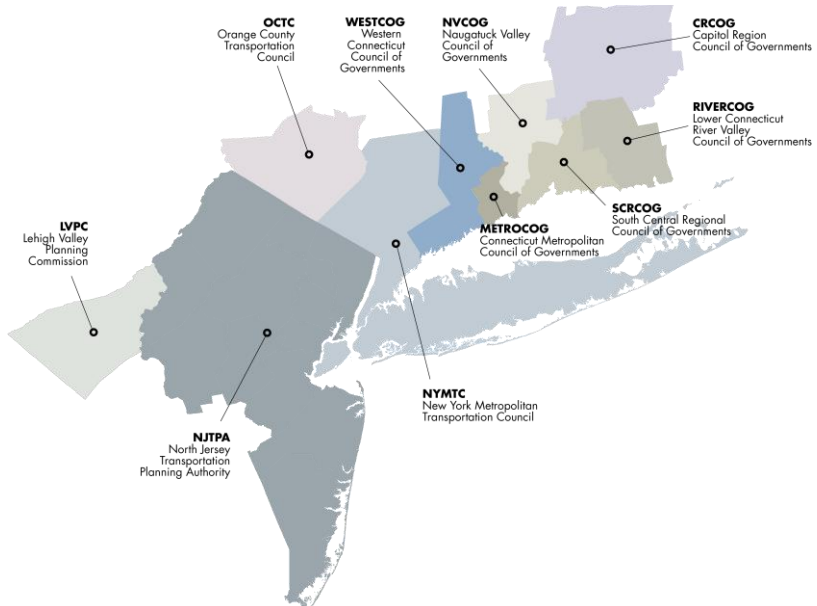 OCTC
Orange County
Transportation
Council
WESTCOG
Western
Connecticut
Council of
Governments
NVCOG
Naugatuck Valley
Council of
Governments
CRCOG
Capitol Region
Council of Governments
RIVERCOG
Lower Connecticut
River Valley
Council of Governments
SCRCOG
South Central Regional
Council of Governments
METROCOG
Connecticut Metropolitan
Council of Governments
LVPC
Lehigh Valley
Planning
Commission
NYMTC
New York Metropolitan
Transportation Council
NJTPA
North Jersey
Transportation
Planning Authority